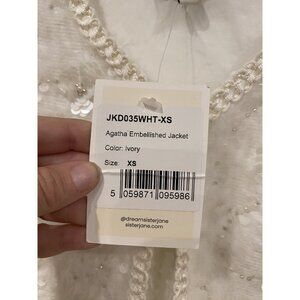 JKD035WHT-XS
Agatha Embellished Jacket
Color: Ivory
Size: XS
5 059871 095986
@dreamsisterjane
sisterjane.com